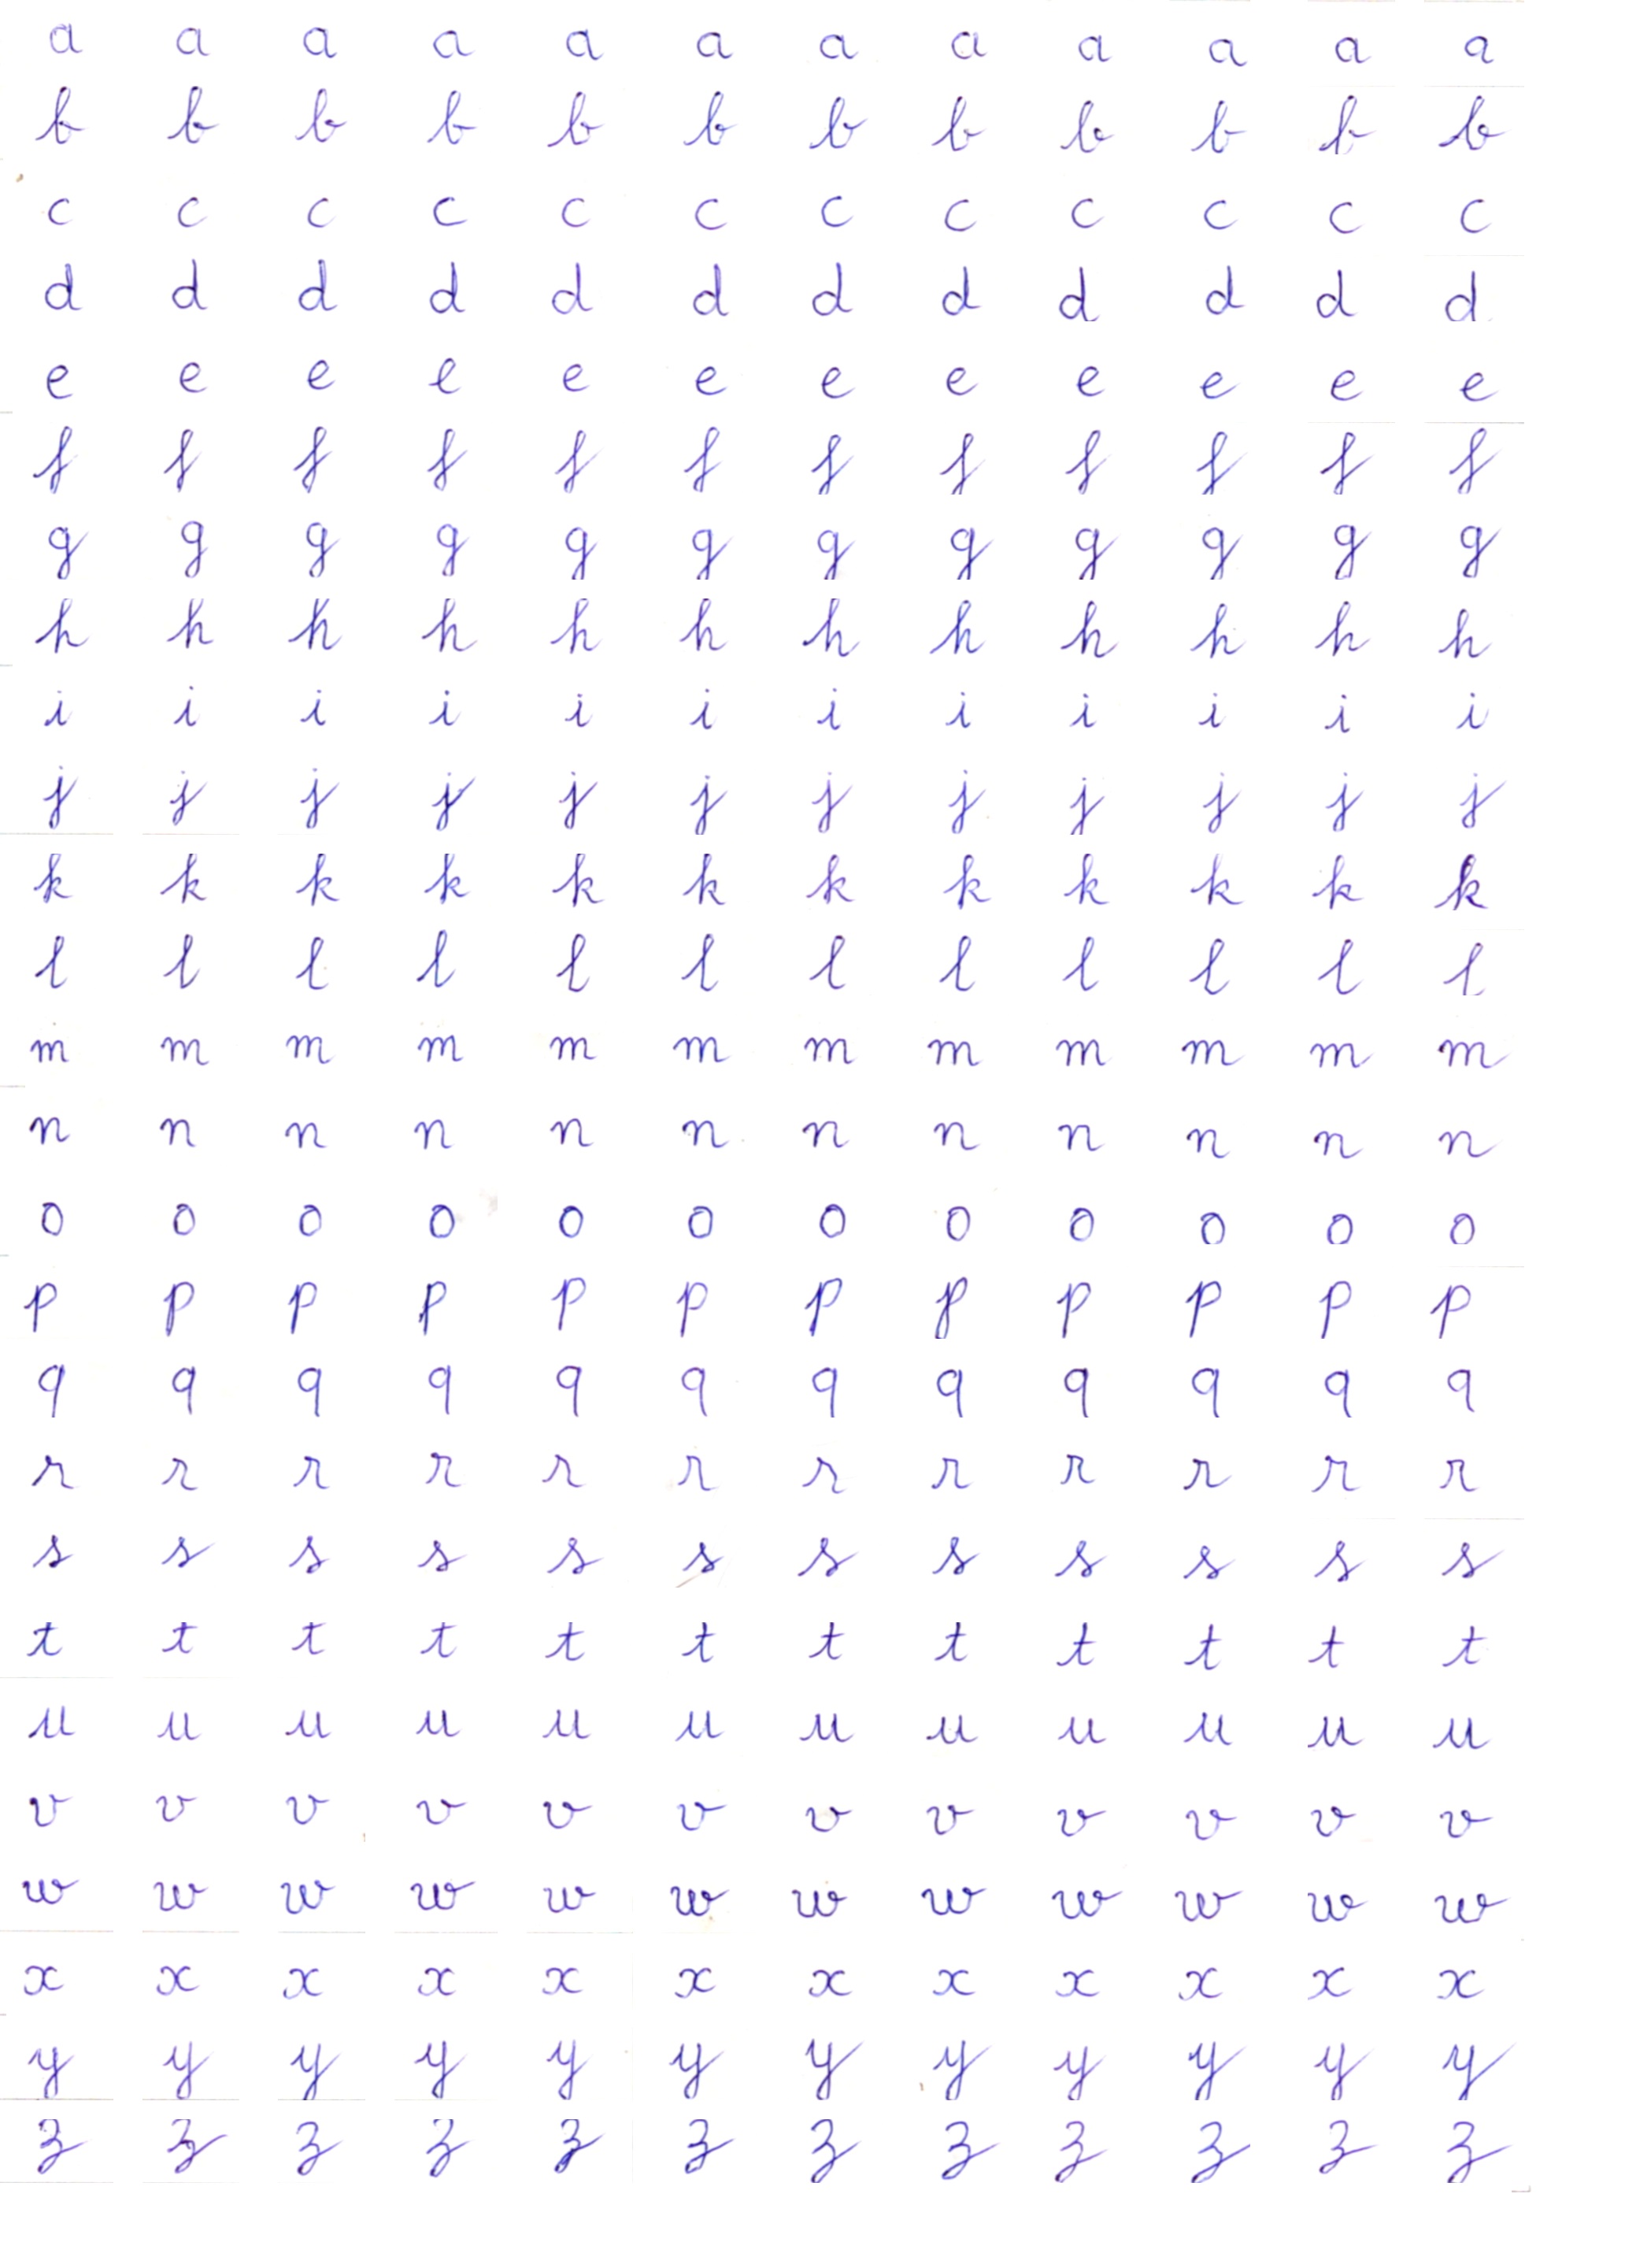 a a a a a a a a a a a a
b b b b b b b b b b b b
c c c c c c c c c c c c
d d d d d d d d d d d d
e e e e e e e e e e e e
f f f f f f f f f f f f
g g g g g g g g g g g g
h h h h h h h h h h h h
i i i i i i i i i i i i
j j j j j j j j j j j j
k k k k k k k k k k k k
l l l l l l l l l l l l
m m m m m m m m m m m m
n n n n n n n n n n n n
o o o o o o o o o o o o
p p p p p p p p p p p p
q q q q q q q q q q q q
r r r r r r r r r r r r
s s s s s s s s s s s s
t t t t t t t t t t t t
u u u u u u u u u u u u
v v v v v v v v v v v v
w w w w w w w w w w w w
x x x x x x x x x x x x
y y y y y y y y y y y y
z z z z z z z z z z z z